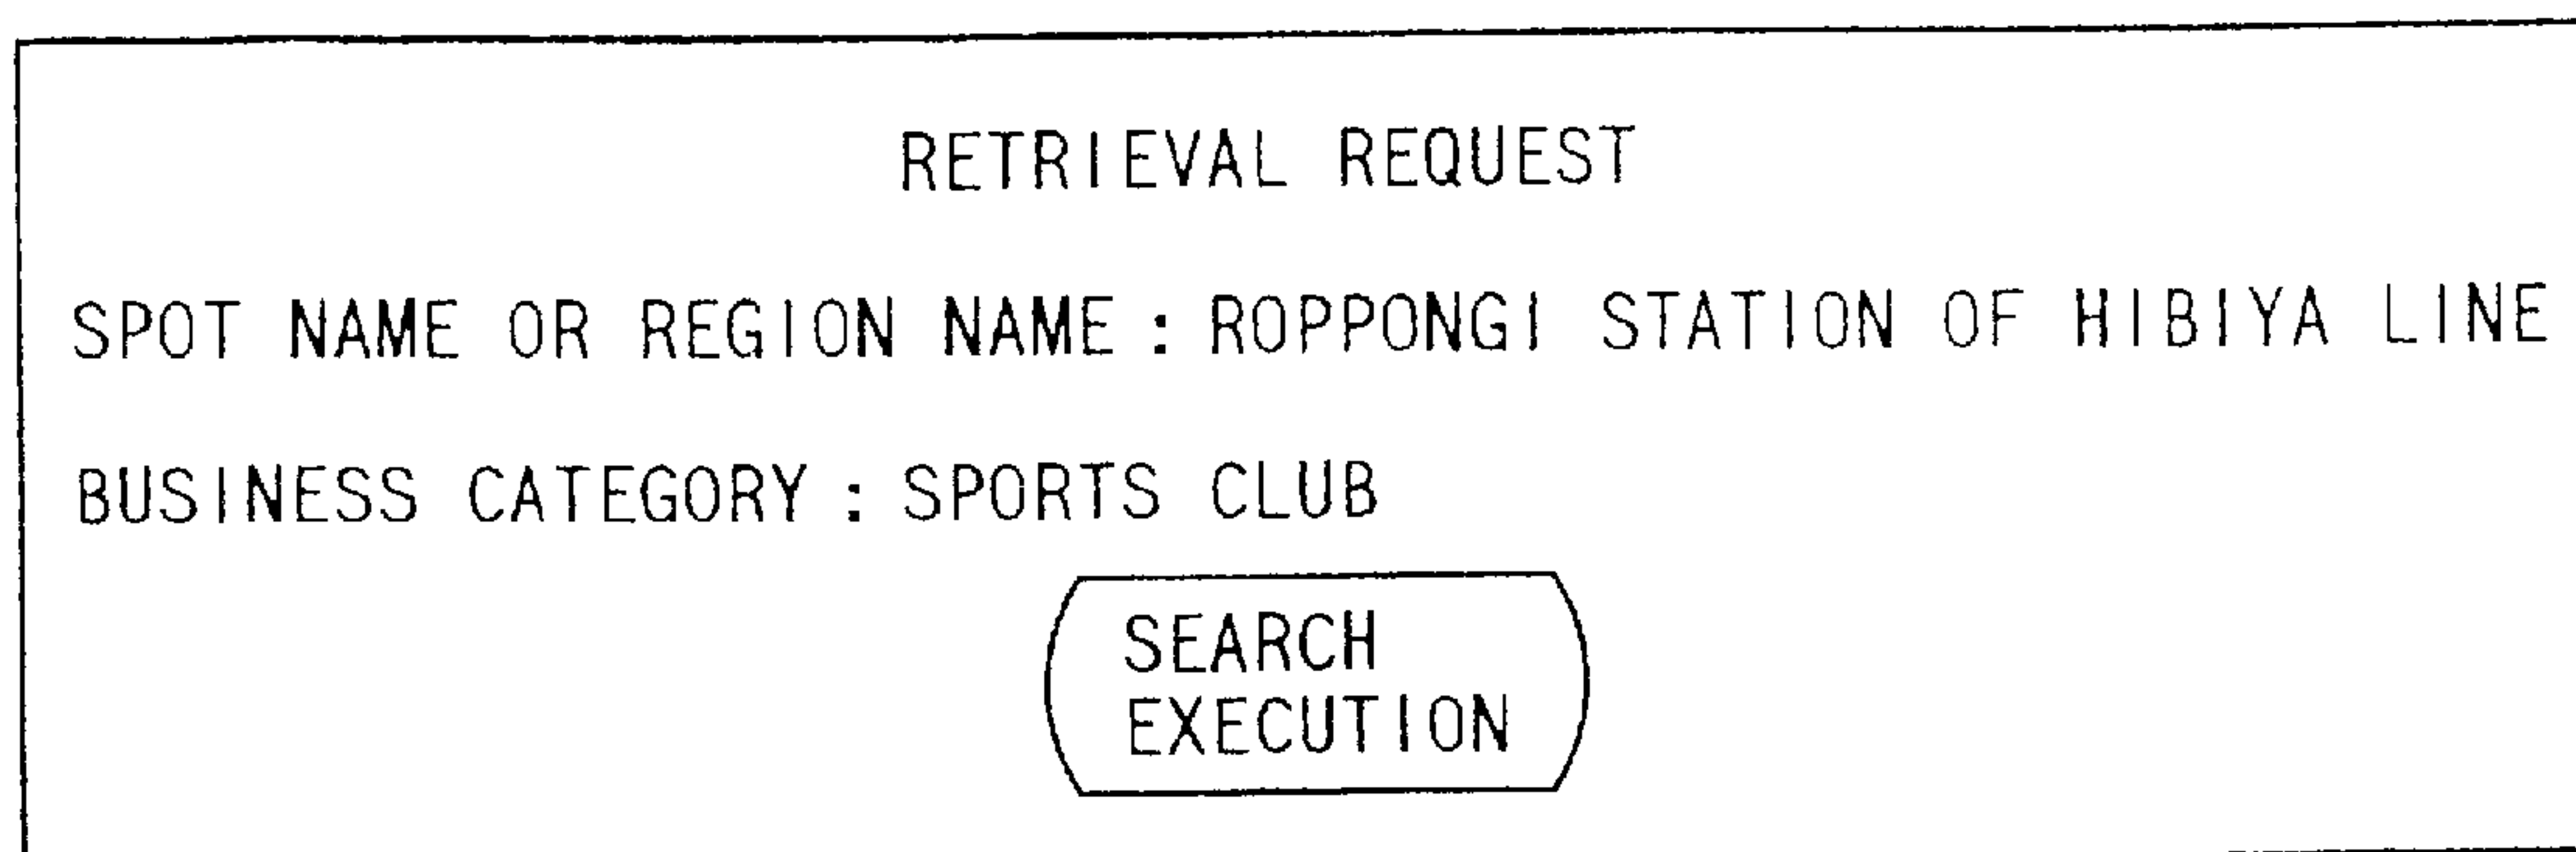 RETRIEVAL REQUEST
SPOT NAME OR REGION NAME : ROPPONGI STATION OF HIBIYA LINE
BUSINESS CATEGORY : SPORTS CLUB
SEARCH
EXECUTION